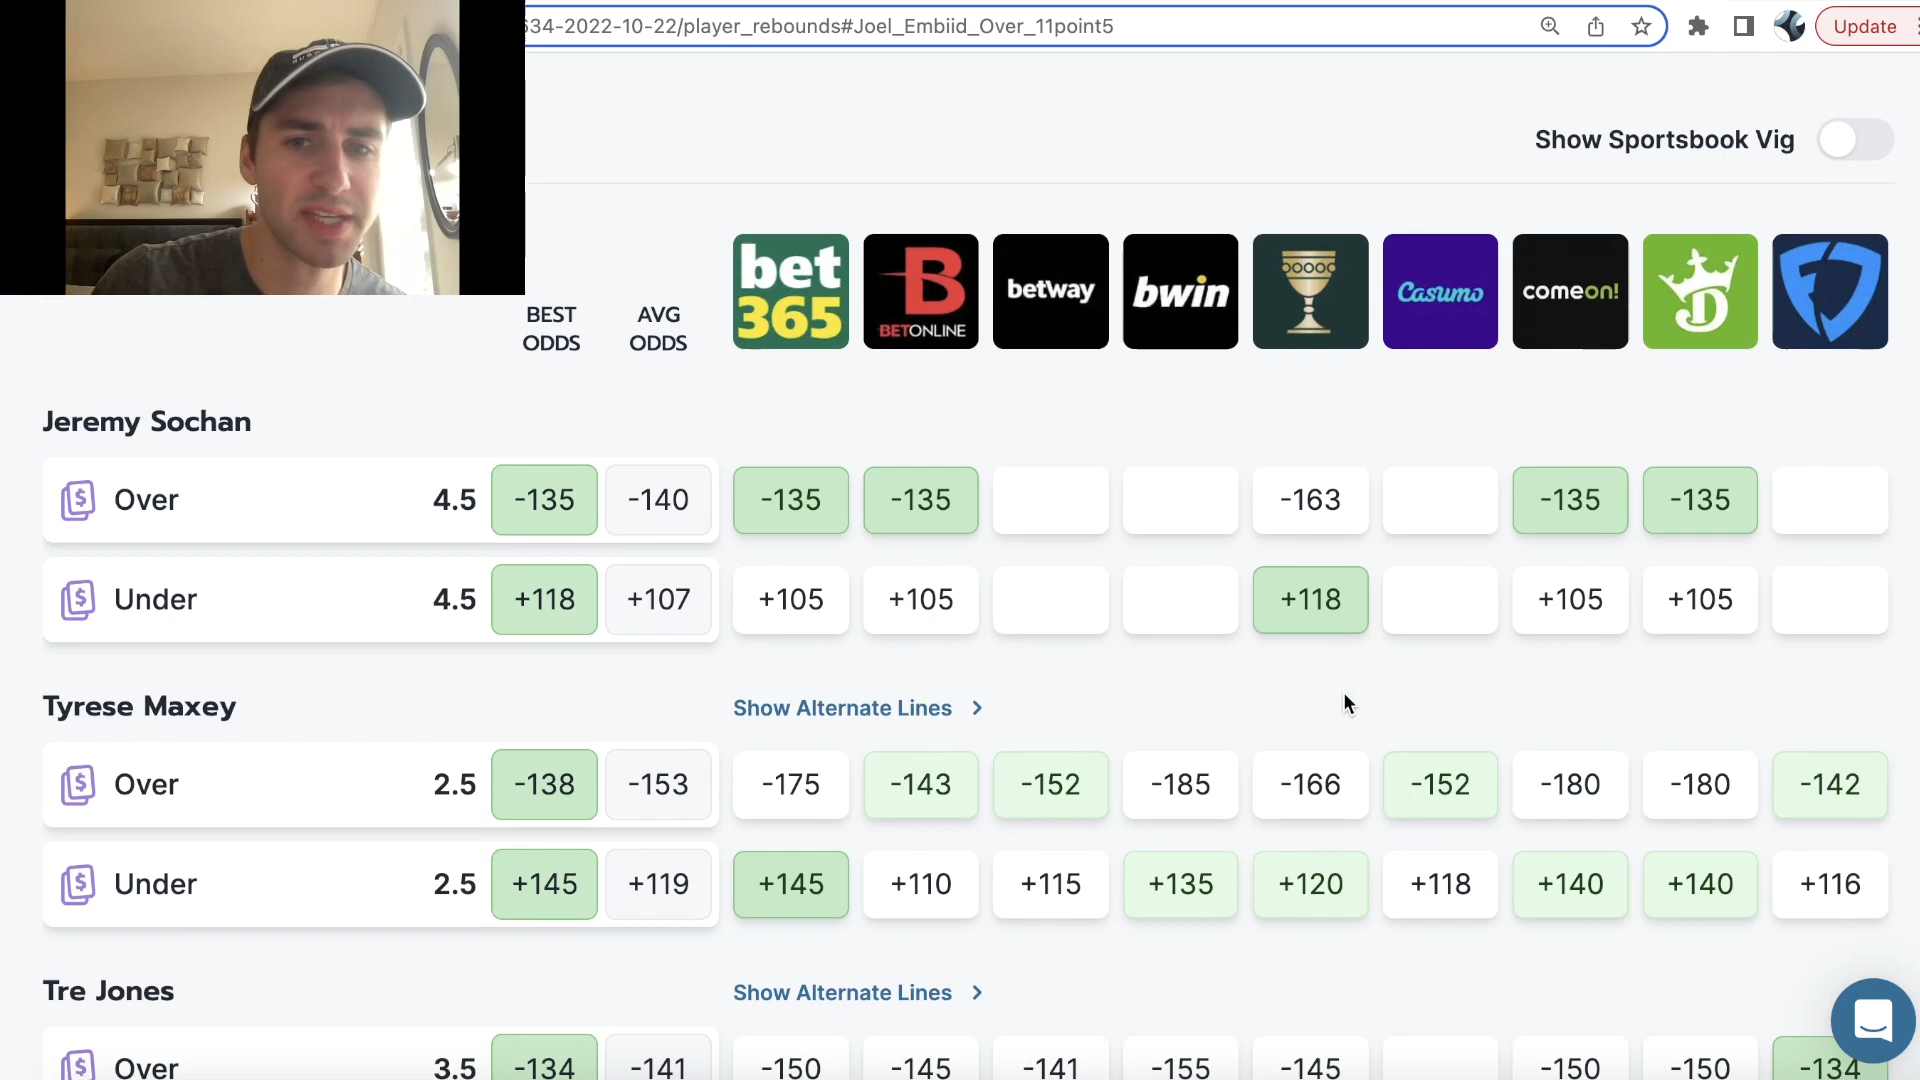 634-2022-10-22/player_rebounds#Joel_Embiid_Over_11point5
Update
Show Sportsbook Vig
BEST ODDS
AVG ODDS
bet365
B BETONLINE
betway
bwin
Casumo
comeon!
D
Jeremy Sochan
Over 4.5 -135 -140 -135 -135 -163 -135 -135
Under 4.5 +118 +107 +105 +105 +118 +105 +105
Tyrese Maxey Show Alternate Lines >
Over 2.5 -138 -153 -175 -143 -152 -185 -166 -152 -180 -180 -142
Under 2.5 +145 +119 +145 +110 +115 +135 +120 +118 +140 +140 +116
Tre Jones Show Alternate Lines >
Over 3.5 -134 -141 -150 -145 -141 -155 -145 -150 -150 -134